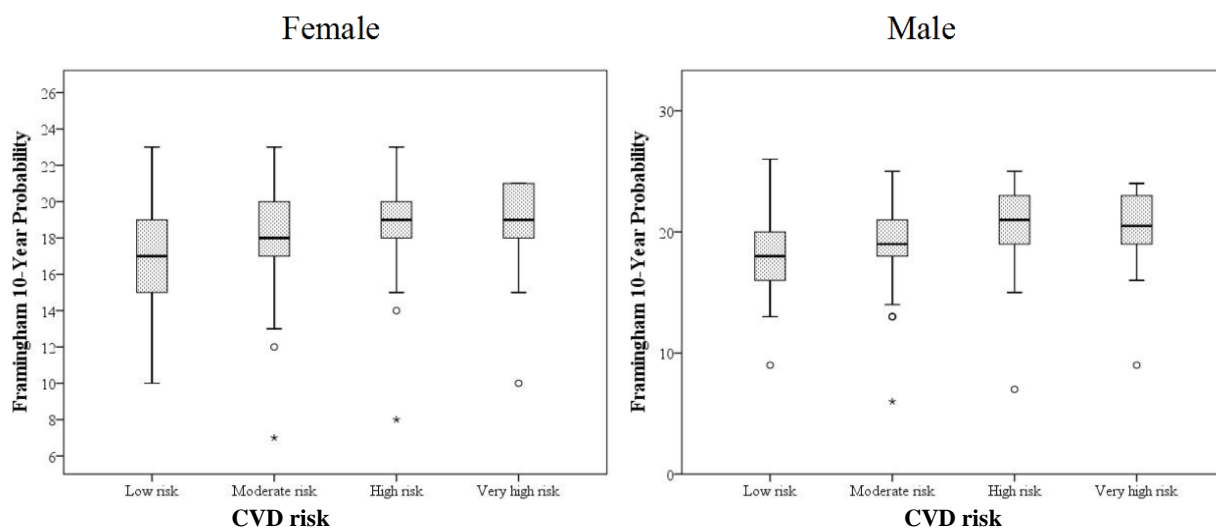 Female
Male
Framingham 10-Year Probability
26
24
22
20
18
16
14
12
10
8
6
Low risk
Moderate risk
High risk
Very high risk
CVD risk
Framingham 10-Year Probability
30
20
10
0
Low risk
Moderate risk
High risk
Very high risk
CVD risk